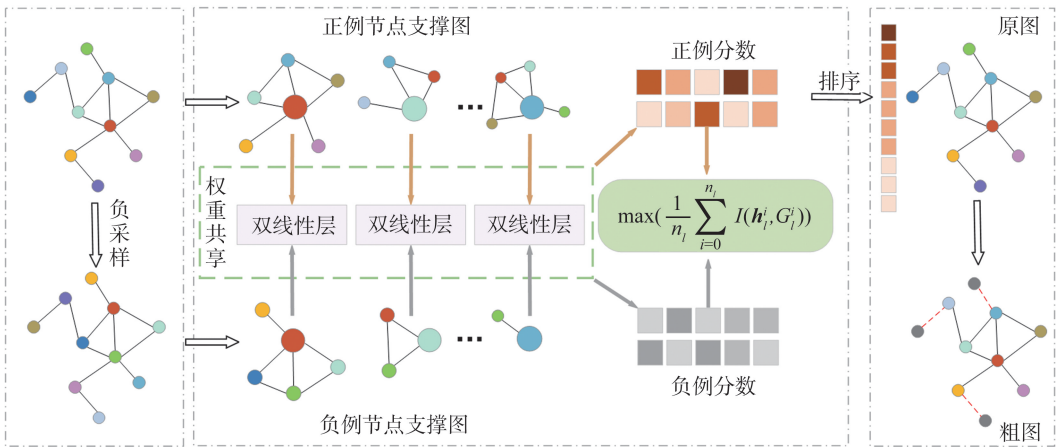 正例节点支撑图
正例分数
排序
原图
权重共享
负采样
双线性层
双线性层
双线性层
max(\frac{1}{n_l}\sum_{i=0}^{n_l} I(h_l^i,G_l^i))
负例节点支撑图
负例分数
粗图